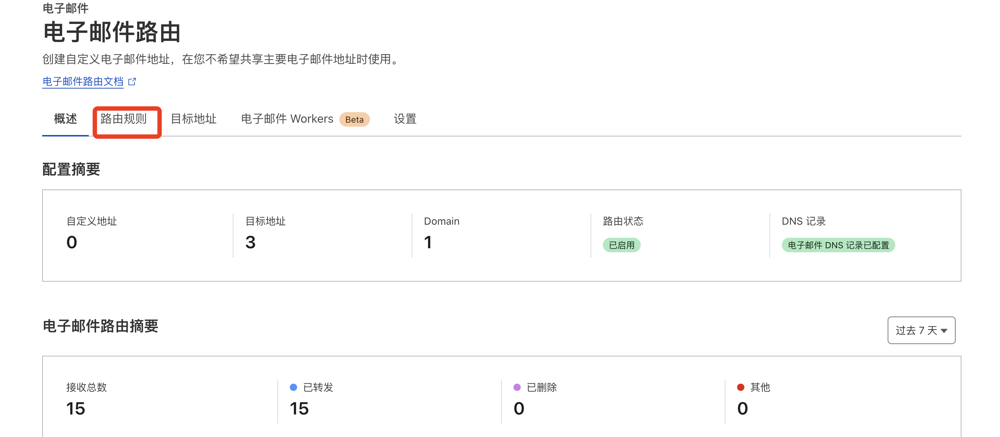 电子邮件
电子邮件路由
创建自定义电子邮件地址，在您不希望共享主要电子邮件地址时使用。
电子邮件路由文档
概述 路由规则 目标地址 电子邮件 Workers Beta 设置
配置摘要
自定义地址 目标地址 Domain 路由状态 DNS 记录
0 3 1 已启用 电子邮件 DNS 记录已配置
电子邮件路由摘要
过去 7 天
接收总数 已转发 已删除 其他
15 15 0 0